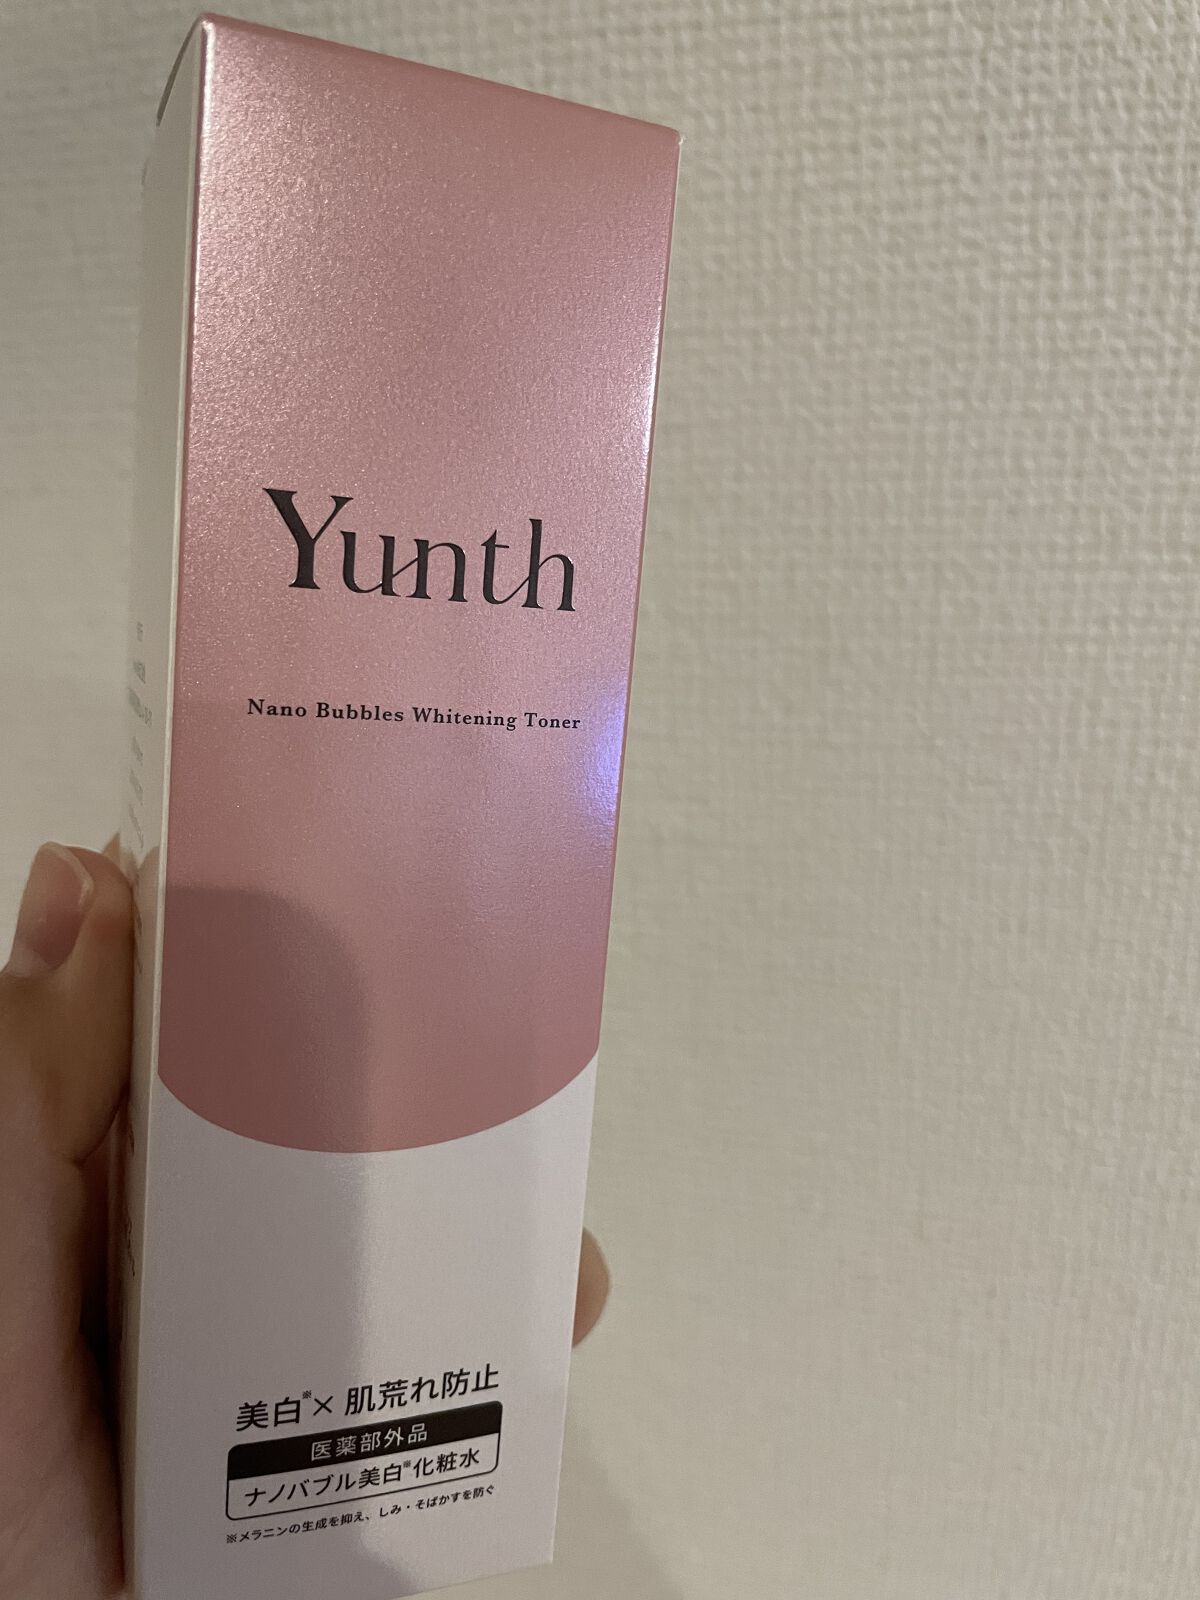 Yunth
Nano Bubbles Whitening Toner
美白※× 肌荒れ防止
医薬部外品
ナノバブル美白※化粧水
※メラニンの生成を抑え、しみ・そばかすを防ぐ